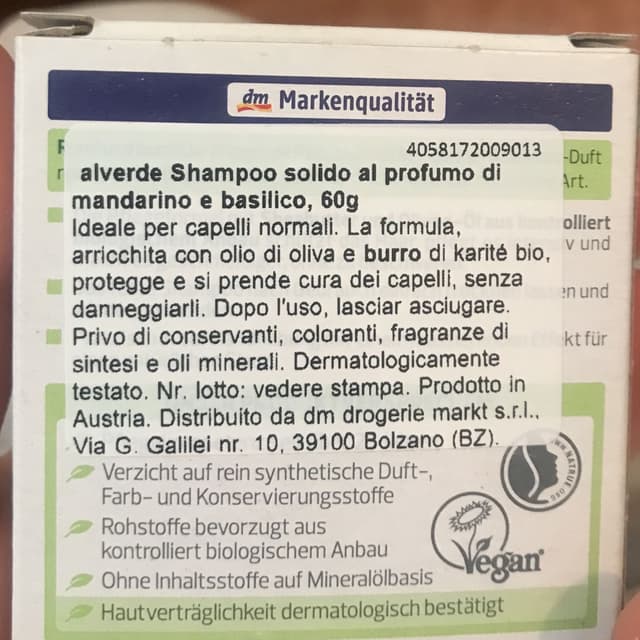 dm Markenqualität
4058172009013
-Duft
Art.
alverde Shampoo solido al profumo di
mandarino e basilico, 60g
Ideale per capelli normali. La formula,
arricchita con olio di oliva e burro di karité bio,
protegge e si prende cura dei capelli, senza
danneggiarli. Dopo l'uso, lasciar asciugare.
Privo di conservanti, coloranti, fragranze di
sintesi e oli minerali. Dermatologicamente
testato. Nr. lotto: vedere stampa. Prodotto in
Austria. Distribuito da dm drogerie markt s.r.l.,
Via G. Galilei nr. 10, 39100 Bolzano (BZ).
olliert
v und
en und
kt für
Verzicht auf rein synthetische Duft-,
Farb- und Konservierungsstoffe
Rohstoffe bevorzugt aus
kontrolliert biologischem Anbau
Ohne Inhaltsstoffe auf Mineralölbasis
Hautverträglichkeit dermatologisch bestätigt
WWW NATRUE ORG
Vegan